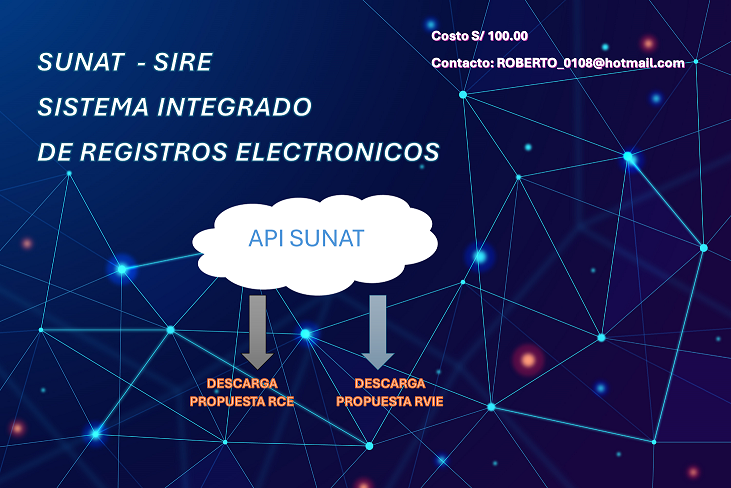 Costo S/ 100.00
Contacto: ROBERTO_0108@hotmail.com
SUNAT - SIRE
SISTEMA INTEGRADO
DE REGISTROS ELECTRONICOS
API SUNAT
DESCARGA
PROPUESTA RCE
DESCARGA
PROPUESTA RVIE